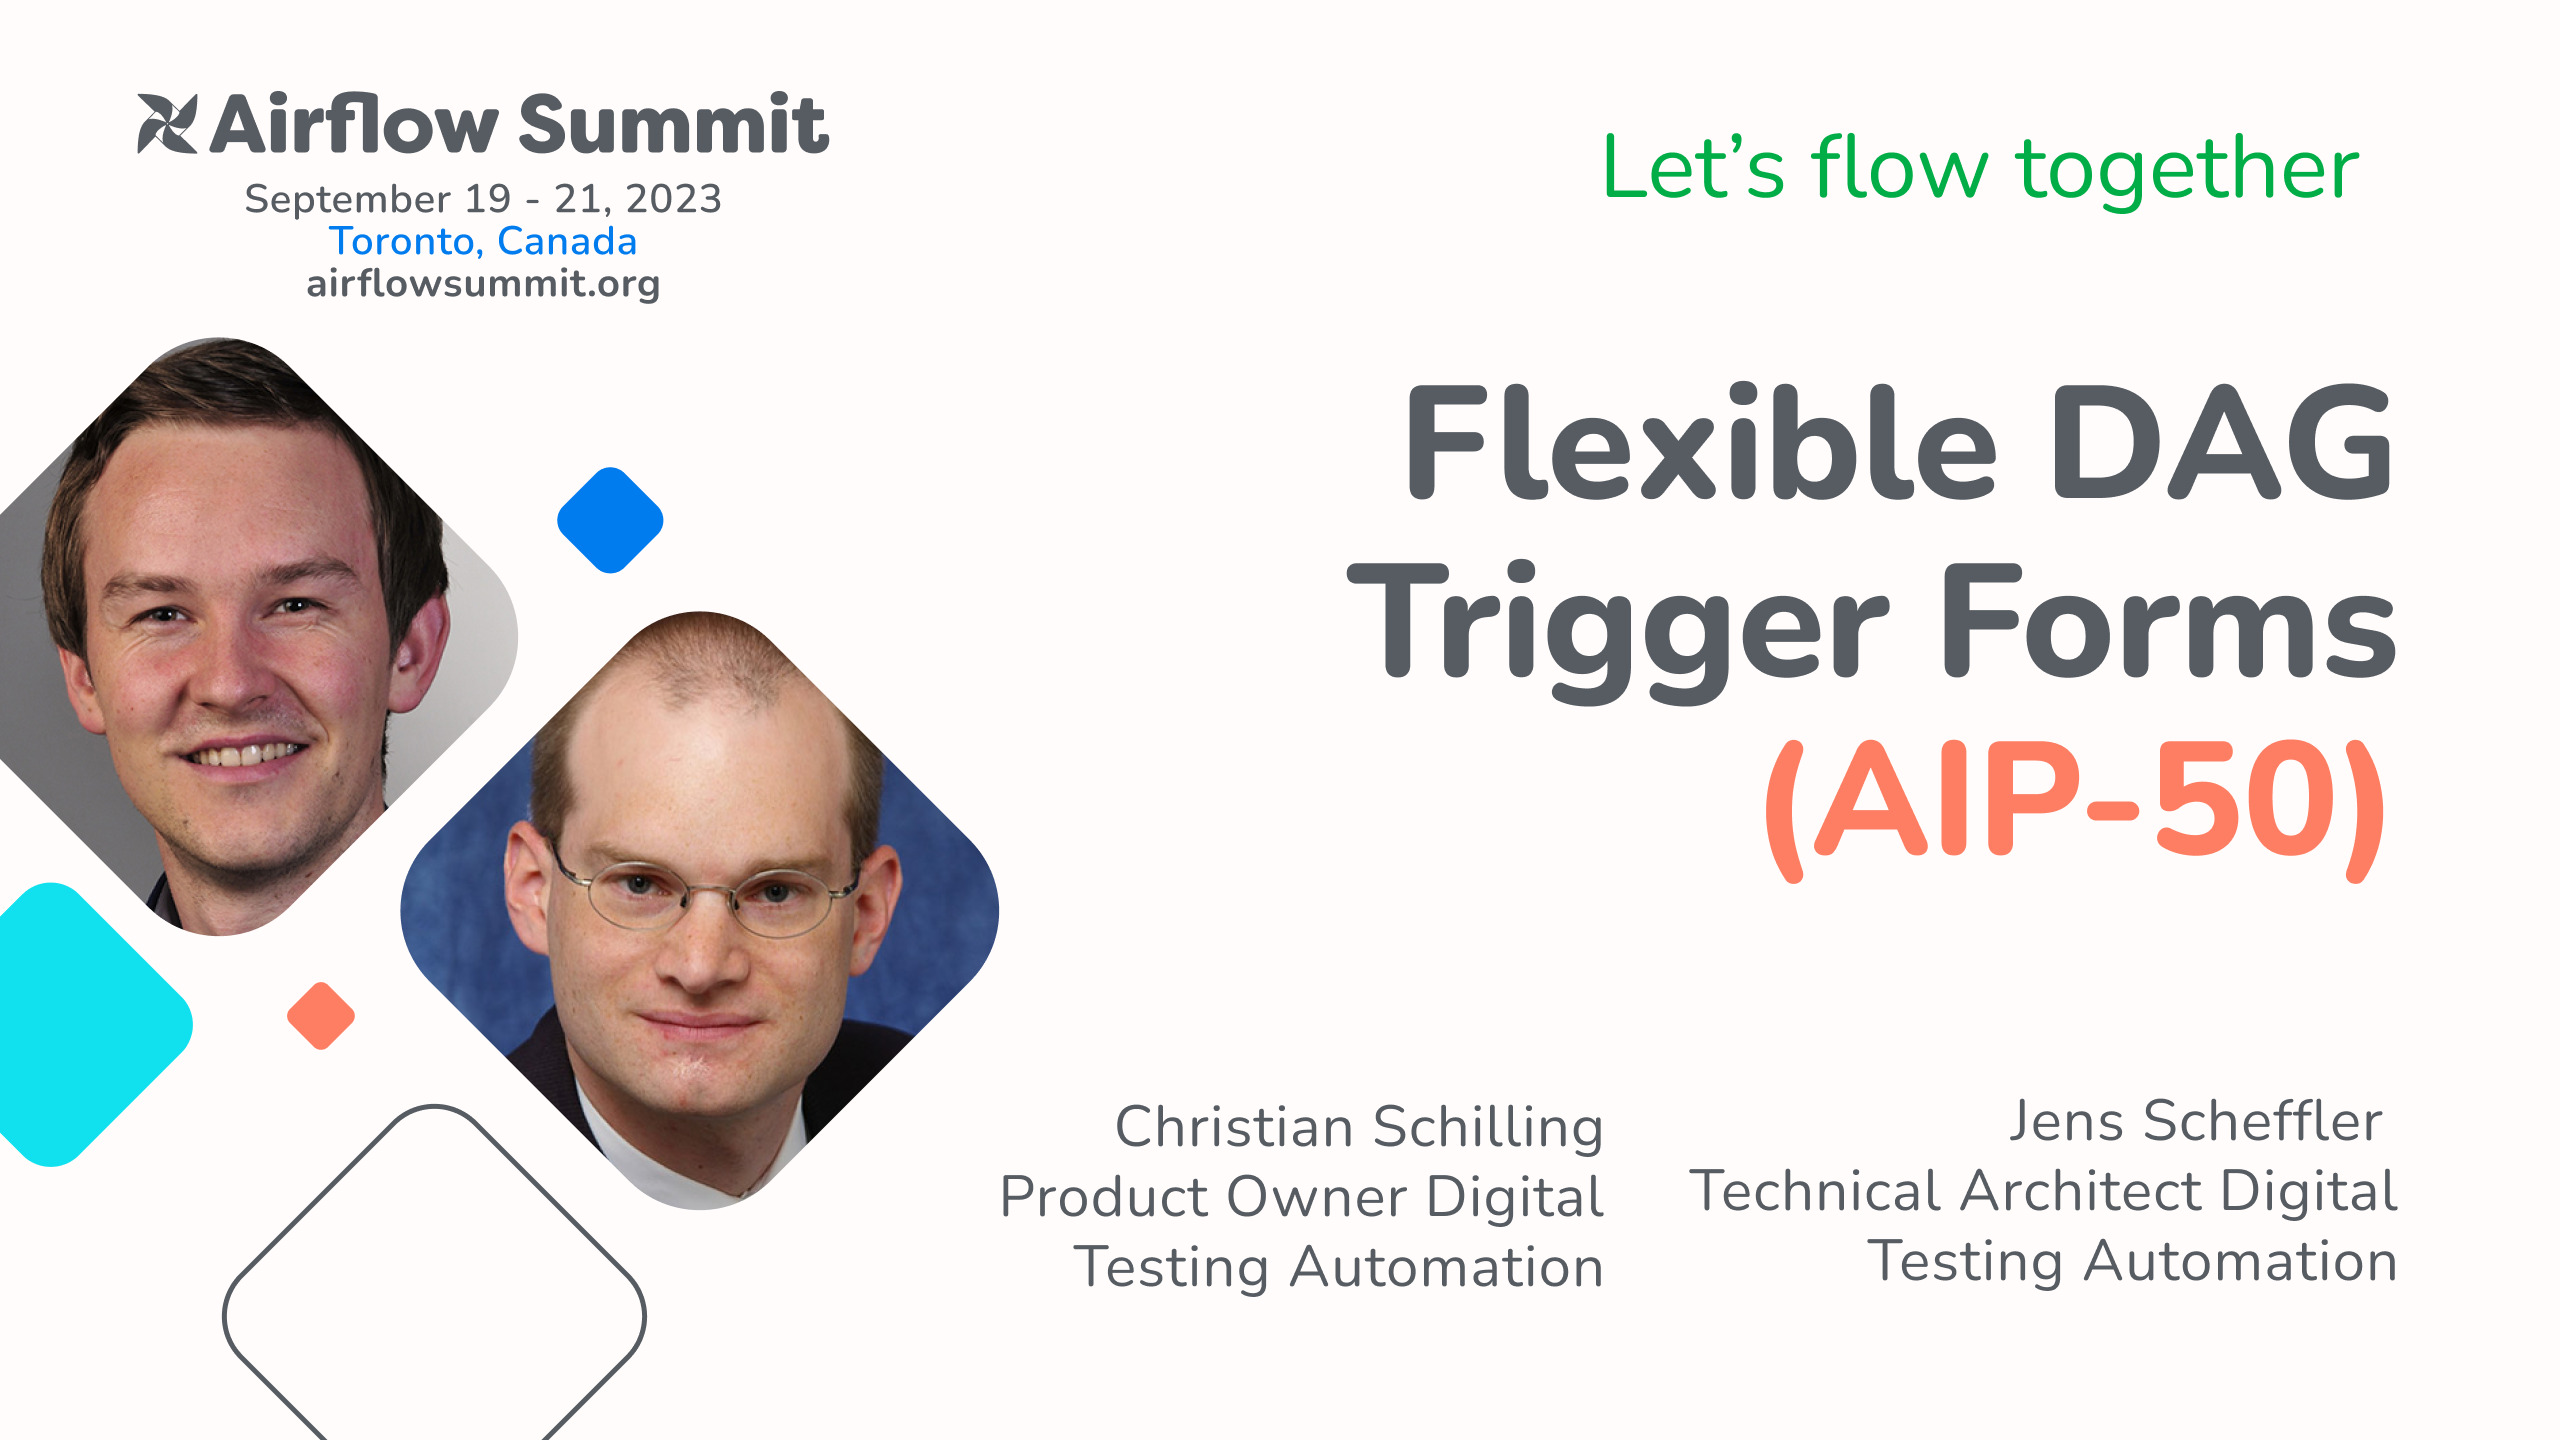 Airflow Summit
September 19 - 21, 2023
Toronto, Canada
airflowsummit.org
Let’s flow together
Flexible DAG
Trigger Forms
(AIP-50)
Christian Schilling
Product Owner Digital
Testing Automation
Jens Scheffler
Technical Architect Digital
Testing Automation